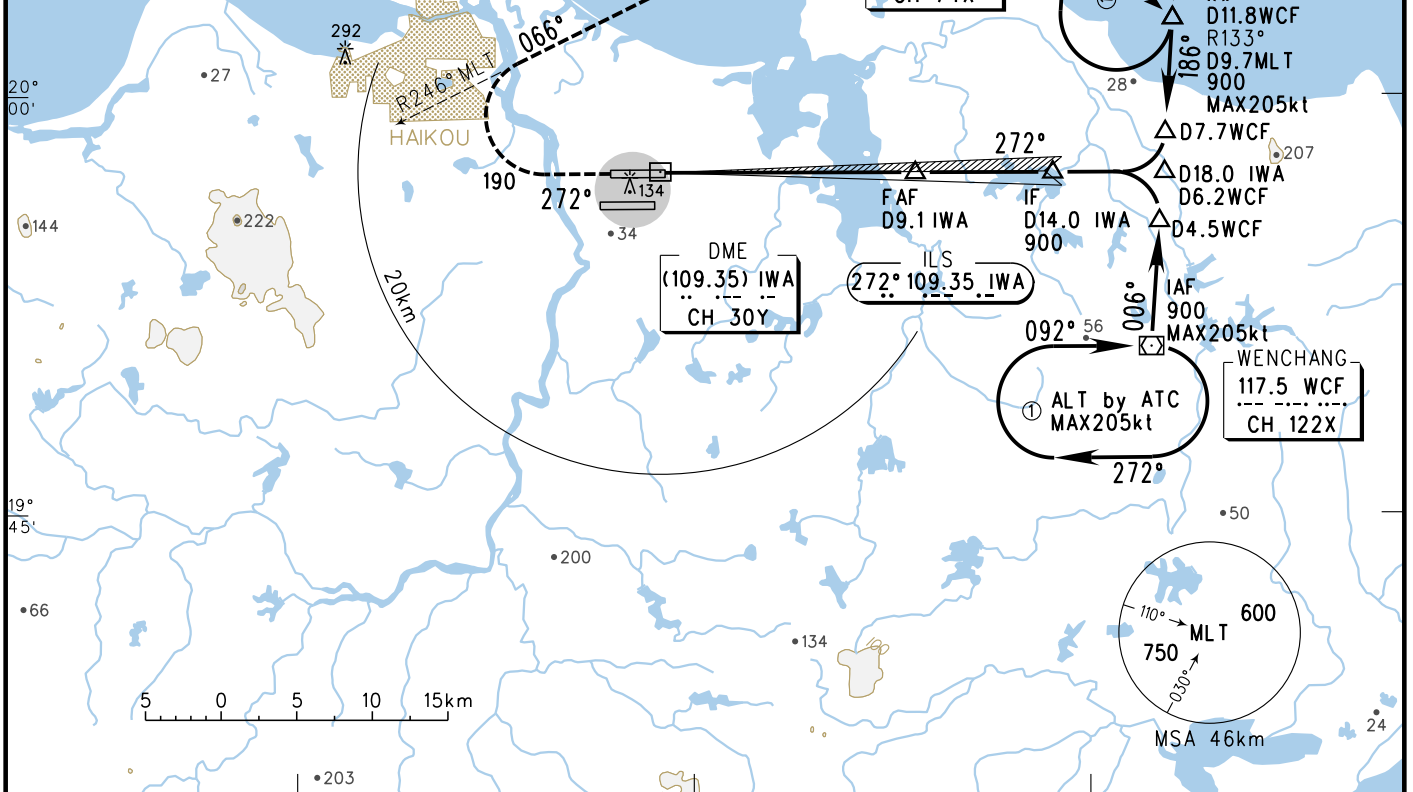 292
27
20°
00'
066°
R246° MLT
HAIKOU
D11.8WCF
R133°
D9.7MLT
900
MAX205kt
186°
28
D7.7WCF
207
272°
D18.0 IWA
D6.2WCF
D4.5WCF
190
272°
134
34
FAF
D9.1 IWA
IF
D14.0 IWA
900
144
222
20km
DME
(109.35) IWA
CH 30Y
ILS
272° 109.35 IWA
006°
IAF
900
MAX205kt
092°
56
WENCHANG
117.5 WCF
CH 122X
1
ALT by ATC
MAX205kt
272°
19°
45'
50
200
66
134
110°
MLT
600
750
030°
MSA 46km
5 0 5 10 15km
24
203